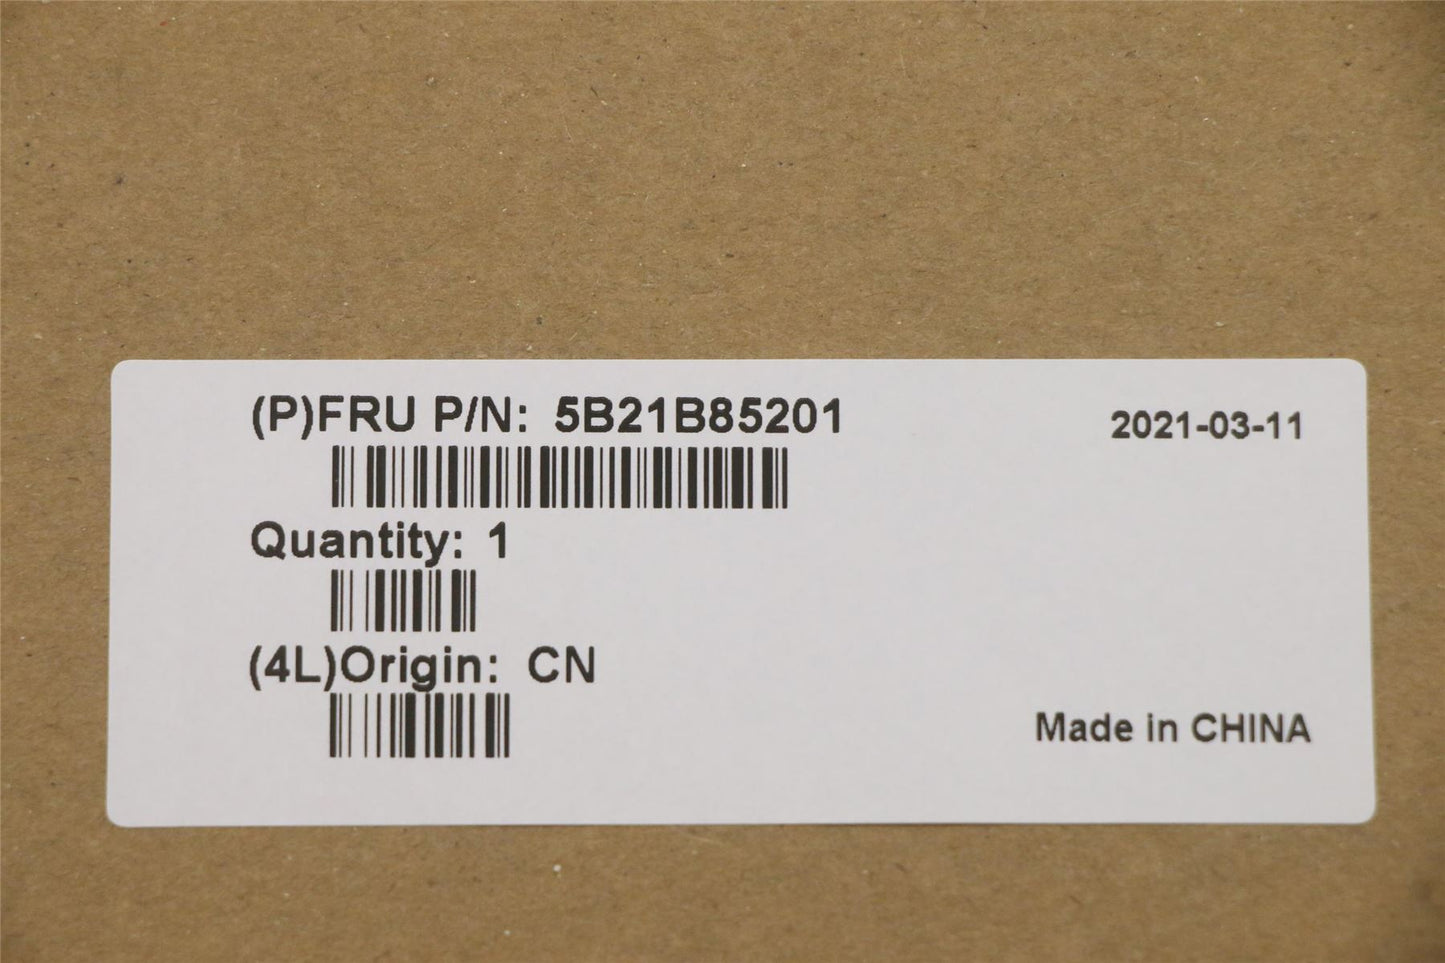 (P)FRU P/N: 5B21B85201
2021-03-11
Quantity: 1
(4L)Origin: CN
Made in CHINA